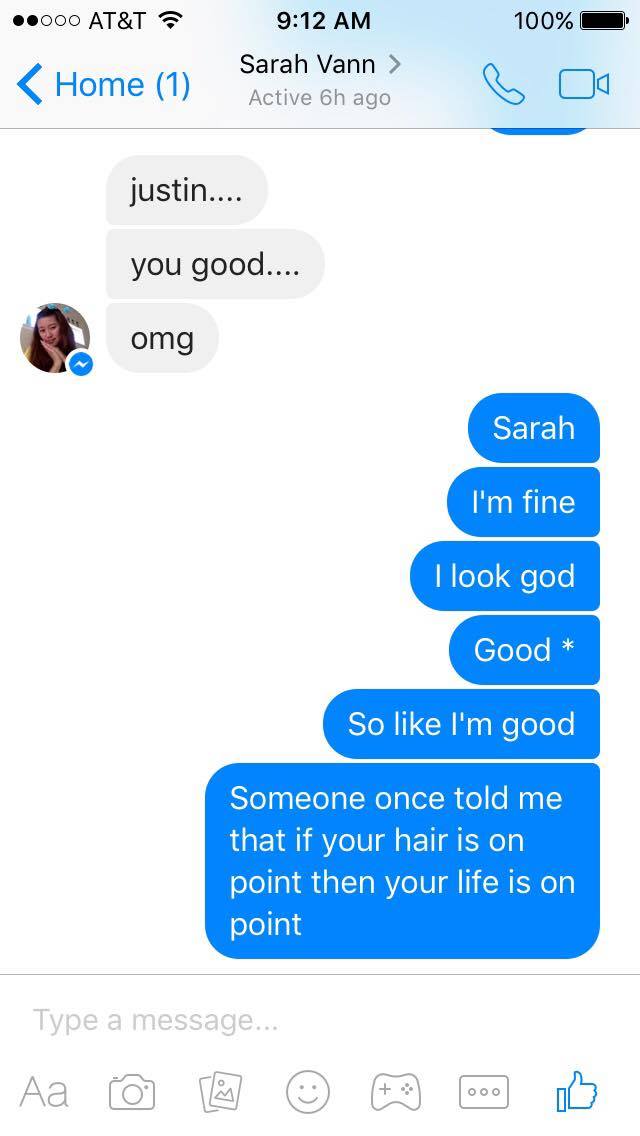 AT&T 9:12 AM 100%
Home (1) Sarah Vann
Active 6h ago
justin....
you good....
omg
Sarah
I'm fine
I look god
Good *
So like I'm good
Someone once told me
that if your hair is on
point then your life is on
point
Type a message...
Aa